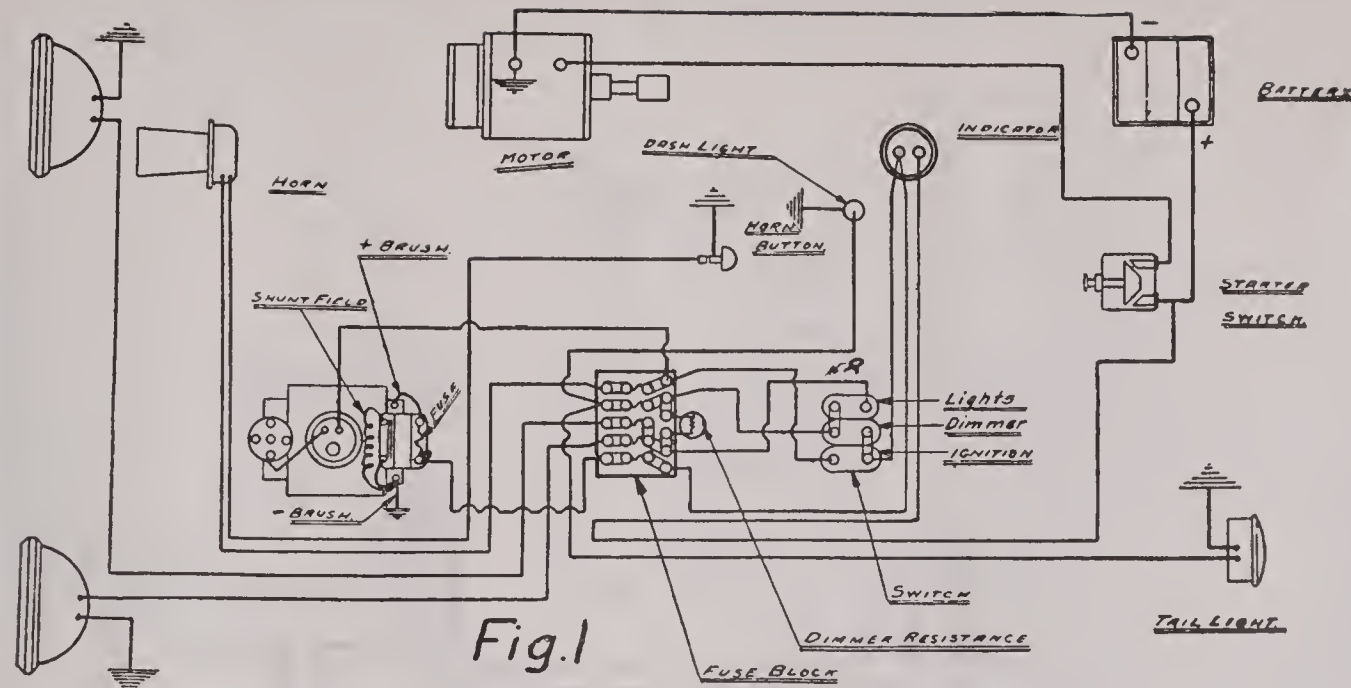 -
BATTERY
+
INDICATOR
MOTOR
DASH LIGHT
HORN
HORN
BUTTON
+ BRUSH.
SHUNT FIELD
STARTER
SWITCH.
FUSE
Lights
Dimmer
IGNITION
- BRUSH.
SWITCH
TAIL LIGHT.
DIMMER RESISTANCE
FUSE BLOCK
Fig.1